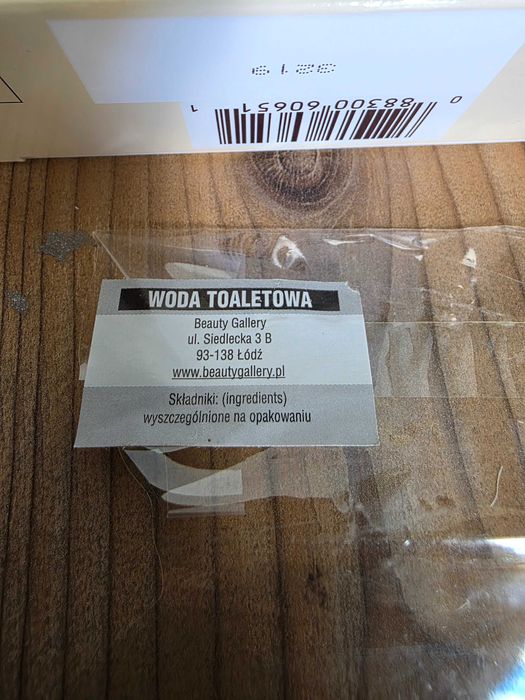 0 88300 60651 1
WODA TOALETOWA
Beauty Gallery
ul. Siedlecka 3 B
93-138 Łódź
www.beautygallery.pl
Składniki: (ingredients)
wyszczególnione na opakowaniu